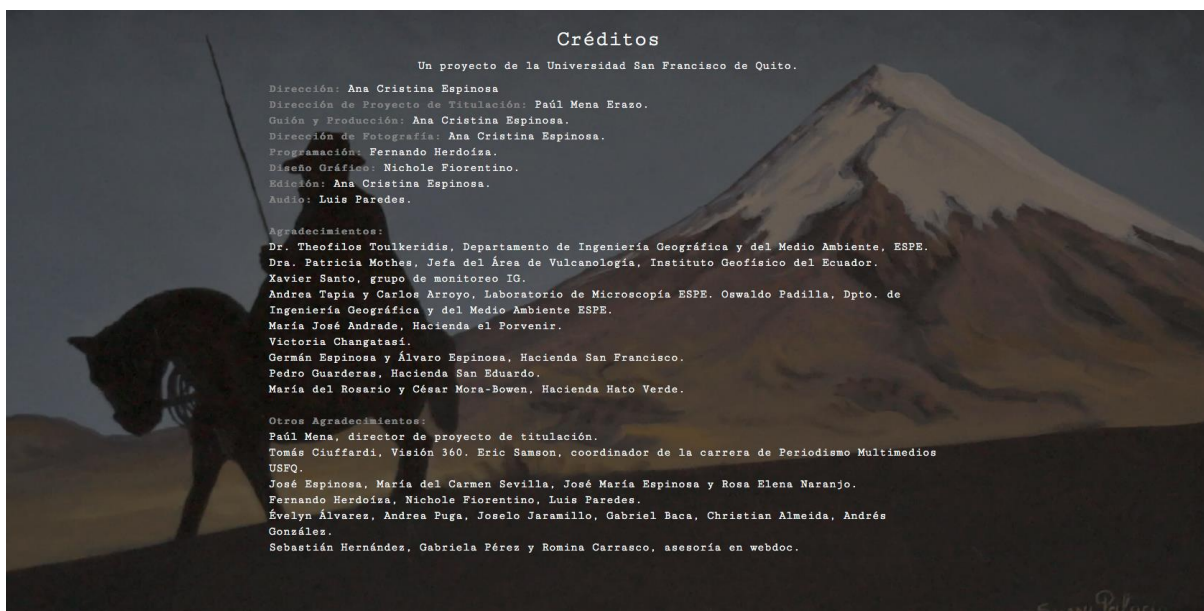 Créditos
Un proyecto de la Universidad San Francisco de Quito.
Dirección: Ana Cristina Espinosa
Dirección de Proyecto de Titulación: Paúl Mena Erazo.
Guión y Producción: Ana Cristina Espinosa.
Dirección de Fotografía: Ana Cristina Espinosa.
Programación: Fernando Herdoíza.
Diseño Gráfico: Nichole Fiorentino.
Edición: Ana Cristina Espinosa.
Audio: Luis Paredes.
Agradecimientos:
Dr. Theofilos Toulkeridis, Departamento de Ingeniería Geográfica y del Medio Ambiente, ESPE.
Dra. Patricia Mothes, Jefa del Área de Vulcanología, Instituto Geofísico del Ecuador.
Xavier Santo, grupo de monitoreo IG.
Andrea Tapia y Carlos Arroyo, Laboratorio de Microscopía ESPE. Oswaldo Padilla, Dpto. de
Ingeniería Geográfica y del Medio Ambiente ESPE.
María José Andrade, Hacienda el Porvenir.
Victoria Changatasí.
Germán Espinosa y Álvaro Espinosa, Hacienda San Francisco.
Pedro Guarderas, Hacienda San Eduardo.
María del Rosario y César Mora-Bowen, Hacienda Hato Verde.
Otros Agradecimientos:
Paúl Mena, director de proyecto de titulación.
Tomás Ciuffardi, Visión 360. Eric Samson, coordinador de la carrera de Periodismo Multimedios
USFQ.
José Espinosa, María del Carmen Sevilla, José María Espinosa y Rosa Elena Naranjo.
Fernando Herdoíza, Nichole Fiorentino, Luis Paredes.
Évelyn Álvarez, Andrea Puga, Joselo Jaramillo, Gabriel Baca, Christian Almeida, Andrés
González.
Sebastián Hernández, Gabriela Pérez y Romina Carrasco, asesoría en webdoc.